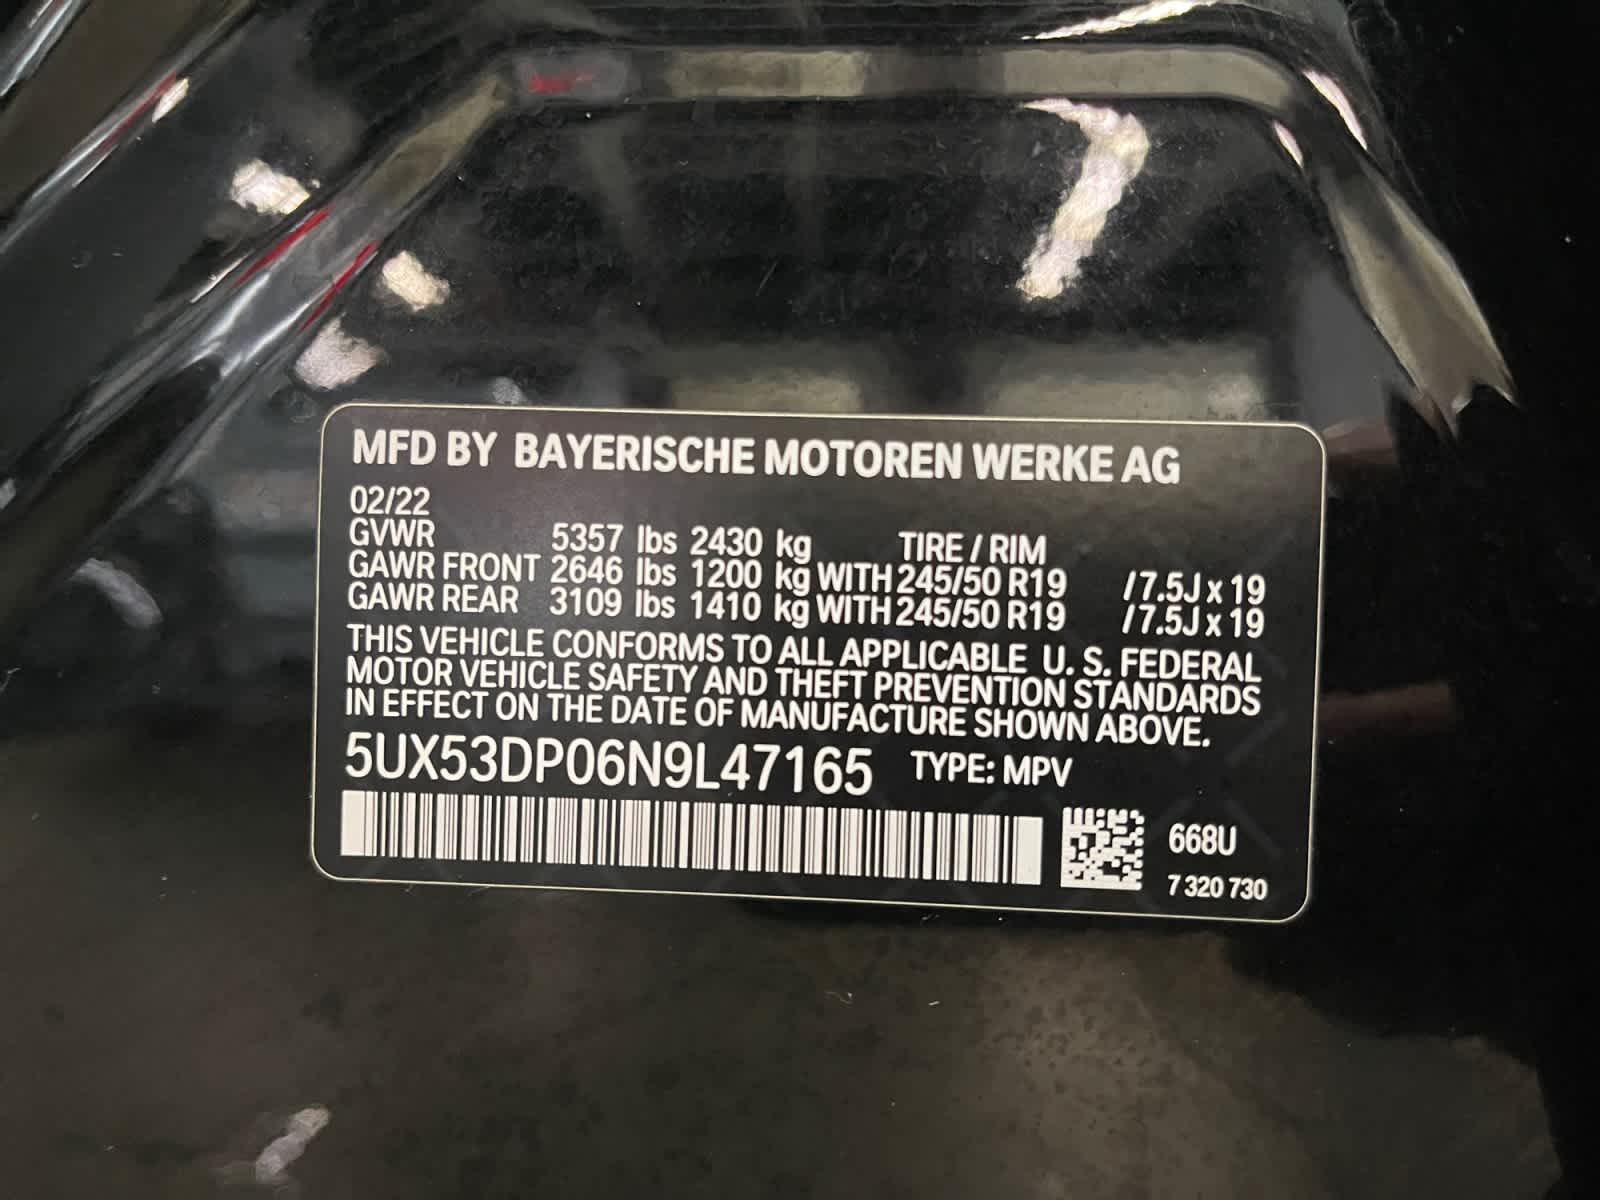 MFD BY BAYERISCHE MOTOREN WERKE AG
02/22
GVWR 5357 lbs 2430 kg TIRE / RIM
GAWR FRONT 2646 lbs 1200 kg WITH 245/50 R19 /7.5J x 19
GAWR REAR 3109 lbs 1410 kg WITH 245/50 R19 /7.5J x 19
THIS VEHICLE CONFORMS TO ALL APPLICABLE U. S. FEDERAL
MOTOR VEHICLE SAFETY AND THEFT PREVENTION STANDARDS
IN EFFECT ON THE DATE OF MANUFACTURE SHOWN ABOVE.
5UX53DP06N9L47165 TYPE: MPV
668U
7 320 730